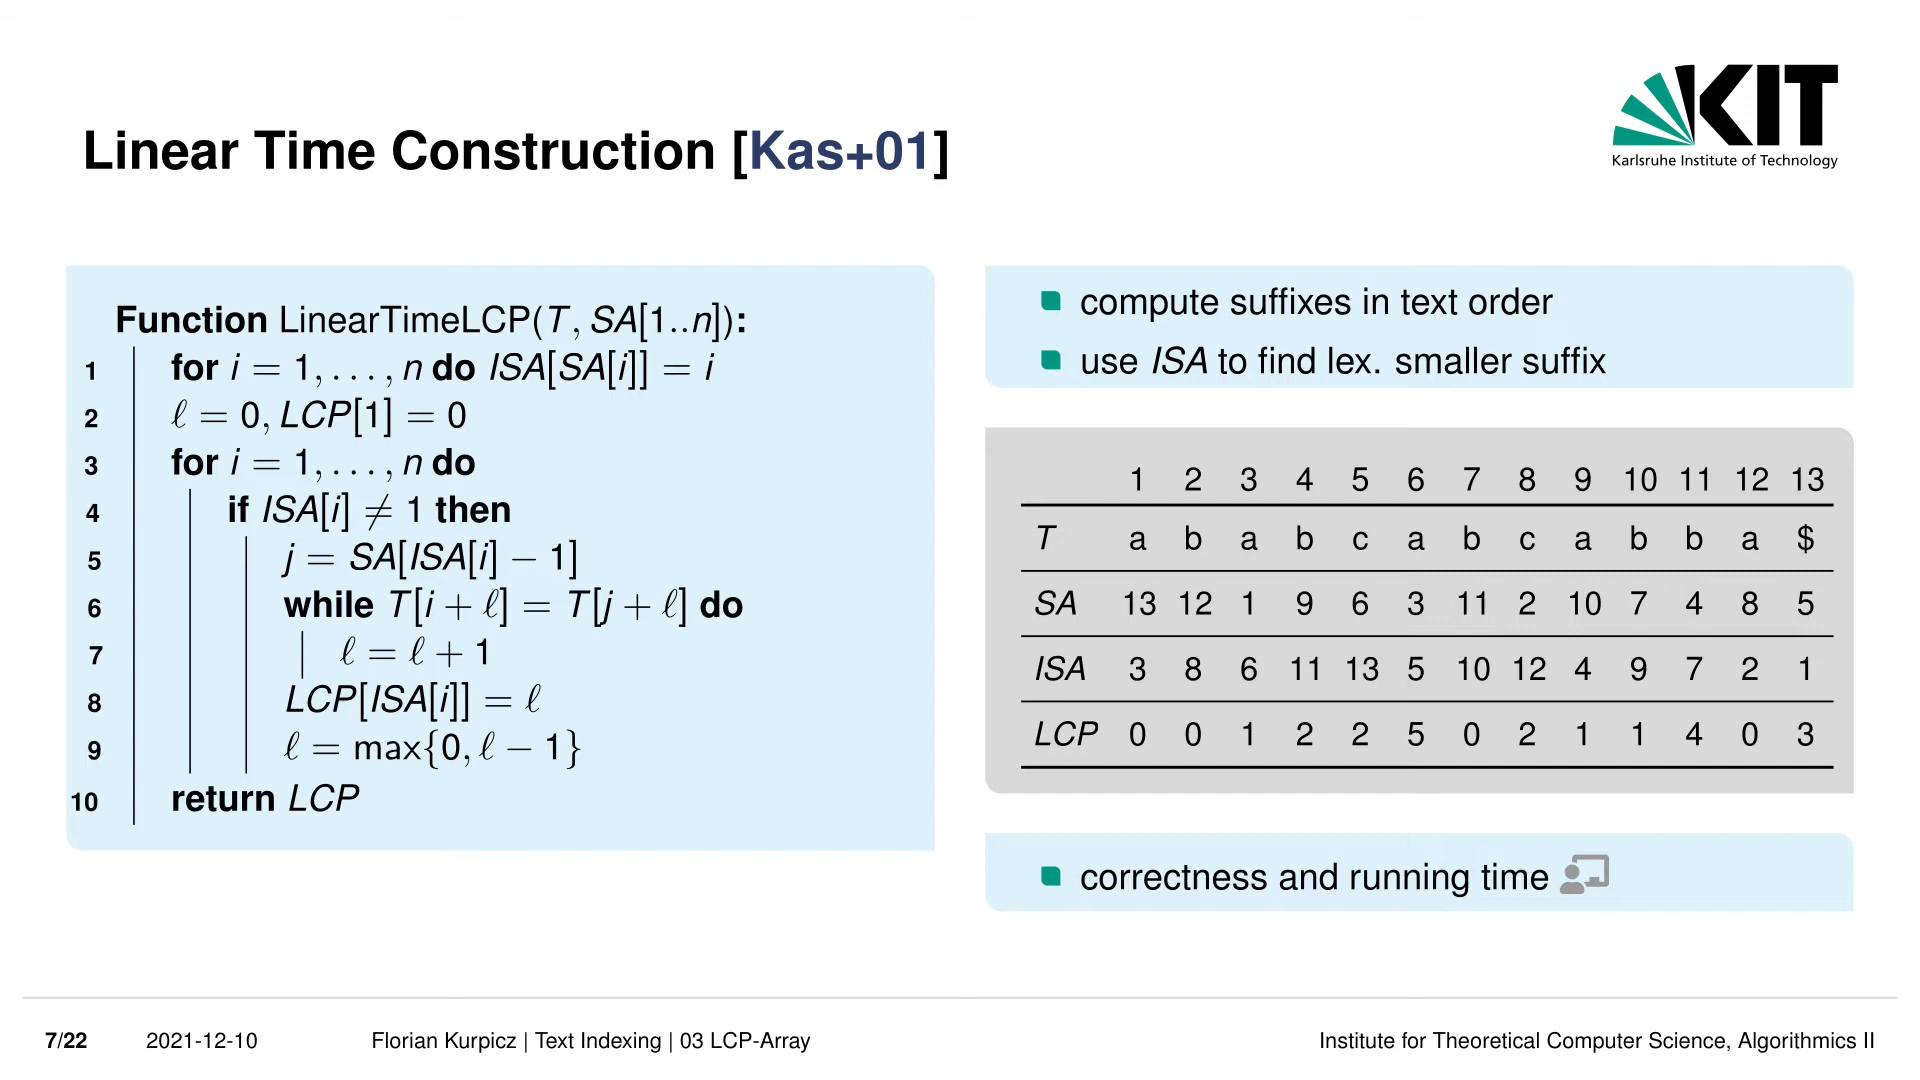 KIT
Karlsruhe Institute of Technology
Linear Time Construction [Kas+01]
Function LinearTimeLCP(T, SA[1..n]):
1 for i = 1, . . . , n do ISA[SA[i]] = i
2 ℓ = 0, LCP[1] = 0
3 for i = 1, . . . , n do
4 if ISA[i] ≠ 1 then
5 j = SA[ISA[i] − 1]
6 while T[i + ℓ] = T[j + ℓ] do
7 ℓ = ℓ + 1
8 LCP[ISA[i]] = ℓ
9 ℓ = max{0, ℓ − 1}
10 return LCP
compute suffixes in text order
use ISA to find lex. smaller suffix
1 2 3 4 5 6 7 8 9 10 11 12 13
T a b a b c a b c a b b a $
SA 13 12 1 9 6 3 11 2 10 7 4 8 5
ISA 3 8 6 11 13 5 10 12 4 9 7 2 1
LCP 0 0 1 2 2 5 0 2 1 1 4 0 3
correctness and running time
7/22 2021-12-10 Florian Kurpicz | Text Indexing | 03 LCP-Array Institute for Theoretical Computer Science, Algorithmics II